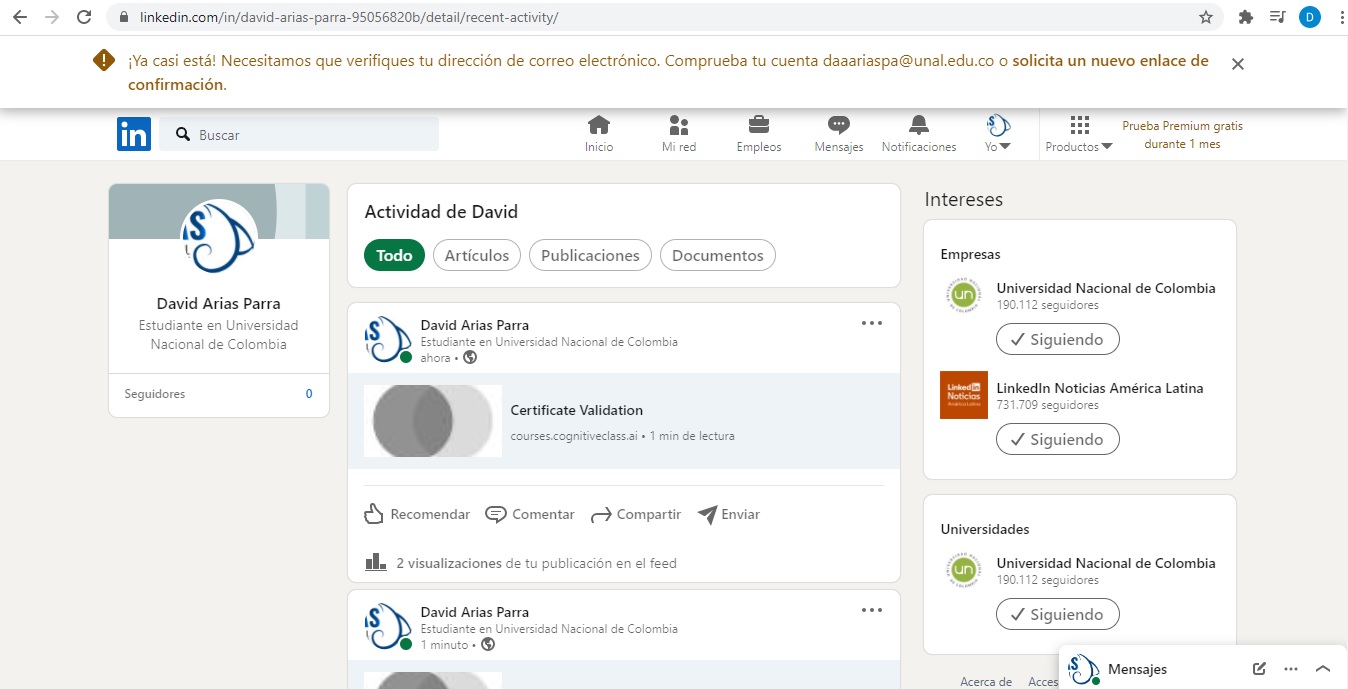 linkedin.com/in/david-arias-parra-95056820b/detail/recent-activity/
D
¡Ya casi está! Necesitamos que verifiques tu dirección de correo electrónico. Comprueba tu cuenta daaariaspa@unal.edu.co o solicita un nuevo enlace de
confirmación.
in
Buscar
Inicio
Mi red
Empleos
Mensajes
Notificaciones
Yo
Productos
Prueba Premium gratis
durante 1 mes
David Arias Parra
Estudiante en Universidad
Nacional de Colombia
Seguidores 0
Actividad de David
Todo
Artículos
Publicaciones
Documentos
David Arias Parra
Estudiante en Universidad Nacional de Colombia
ahora •
Certificate Validation
courses.cognitiveclass.ai • 1 min de lectura
Recomendar
Comentar
Compartir
Enviar
2 visualizaciones de tu publicación en el feed
David Arias Parra
Estudiante en Universidad Nacional de Colombia
1 minuto •
Intereses
Empresas
un
Universidad Nacional de Colombia
190.112 seguidores
Siguiendo
Linked in
Noticias
América Latina
LinkedIn Noticias América Latina
731.709 seguidores
Siguiendo
Universidades
un
Universidad Nacional de Colombia
190.112 seguidores
Siguiendo
Acerca de
Acces
Mensajes